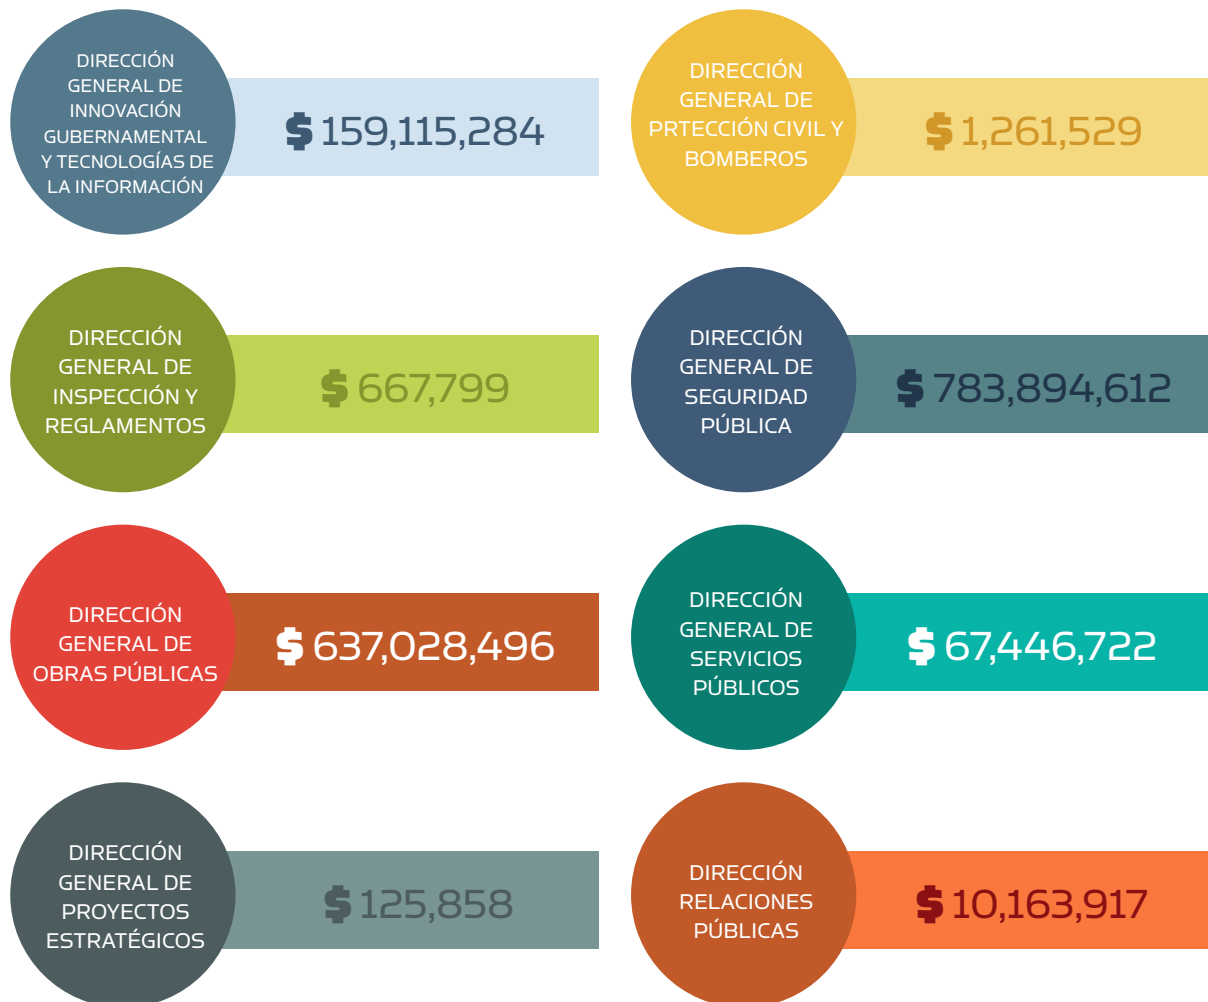 DIRECCIÓN
GENERAL DE
INNOVACIÓN
GUBERNAMENTAL
Y TECNOLOGÍAS DE
LA INFORMACIÓN
$ 159,115,284
DIRECCIÓN
GENERAL DE
PRTECCIÓN CIVIL Y
BOMBEROS
$ 1,261,529
DIRECCIÓN
GENERAL DE
INSPECCIÓN Y
REGLAMENTOS
$ 667,799
DIRECCIÓN
GENERAL DE
SEGURIDAD
PÚBLICA
$ 783,894,612
DIRECCIÓN
GENERAL DE
OBRAS PÚBLICAS
$ 637,028,496
DIRECCIÓN
GENERAL DE
SERVICIOS
PÚBLICOS
$ 67,446,722
DIRECCIÓN
GENERAL DE
PROYECTOS
ESTRATÉGICOS
$ 125,858
DIRECCIÓN
RELACIONES
PÚBLICAS
$ 10,163,917